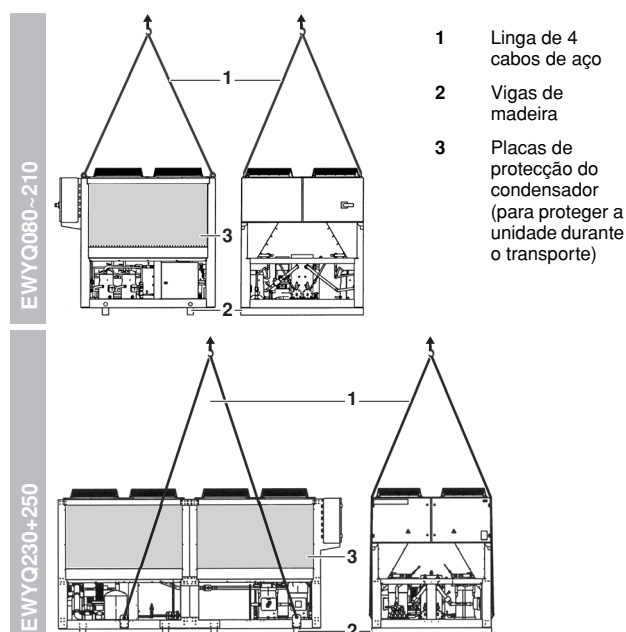 EWYQ080~210
1
3
2
1 Linga de 4
cabos de aço
2 Vigas de
madeira
3 Placas de
protecção do
condensador
(para proteger a
unidade durante
o transporte)
EWYQ230+250
1
3
2